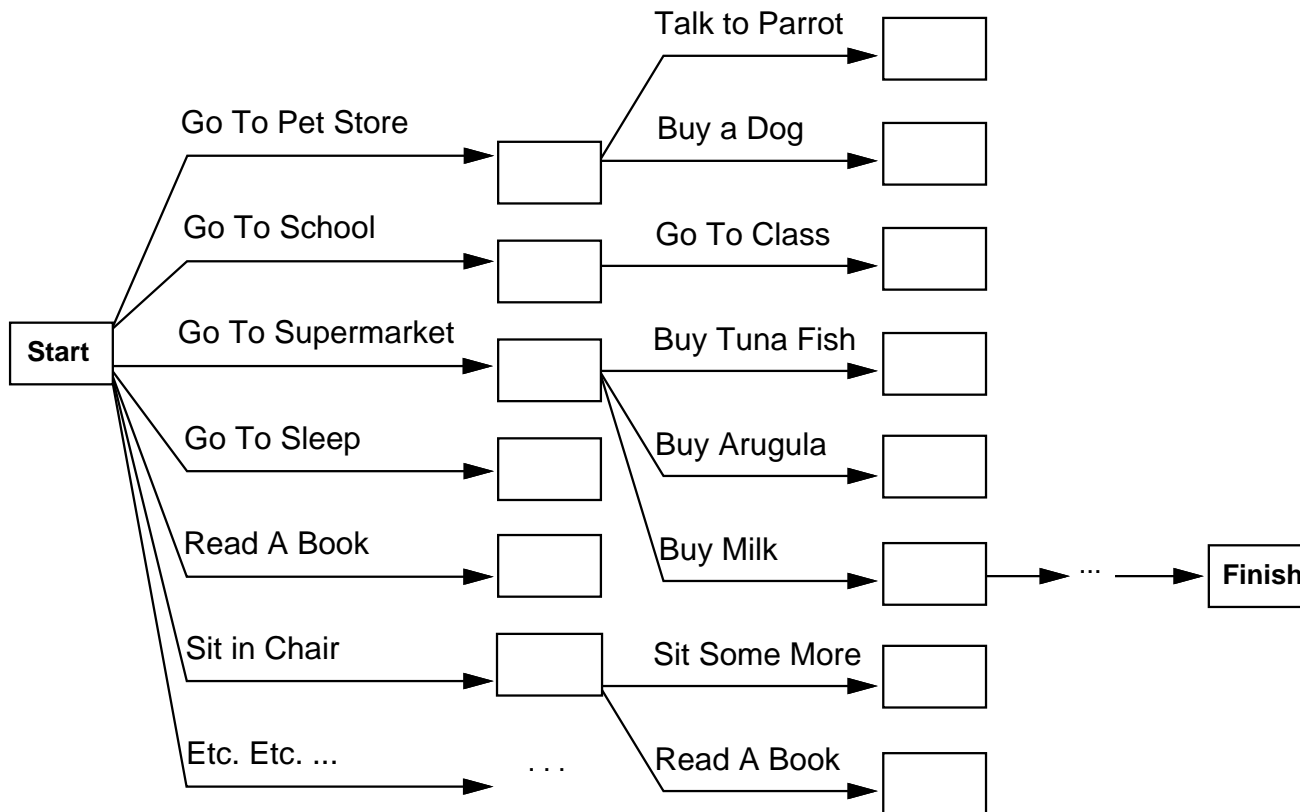 Talk to Parrot
Go To Pet Store
Buy a Dog
Go To School
Go To Class
Start
Go To Supermarket
Buy Tuna Fish
Go To Sleep
Buy Arugula
Read A Book
Buy Milk
...
Finish
Sit in Chair
Sit Some More
Etc. Etc. ...
. . .
Read A Book